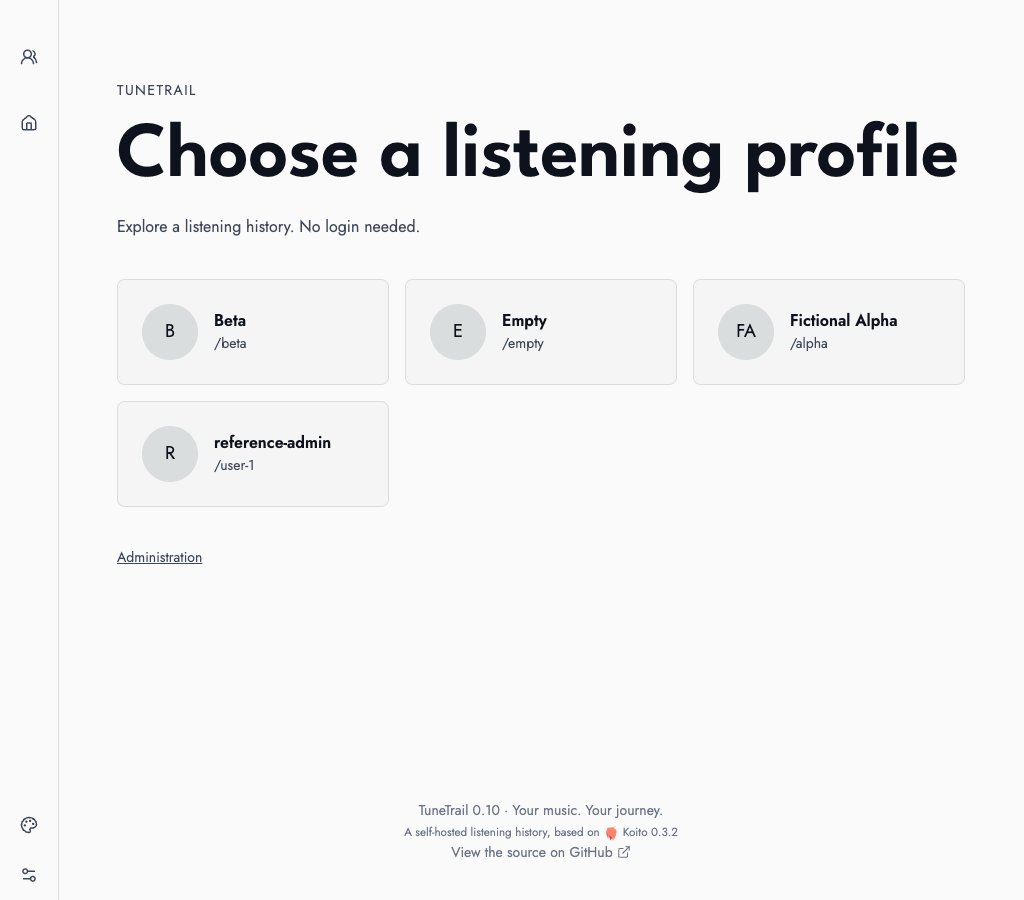 TUNETRAIL
Choose a listening profile
Explore a listening history. No login needed.
B
Beta
/beta
E
Empty
/empty
FA
Fictional Alpha
/alpha
R
reference-admin
/user-1
Administration
TuneTrail 0.10 · Your music. Your journey.
A self-hosted listening history, based on Koito 0.3.2
View the source on GitHub